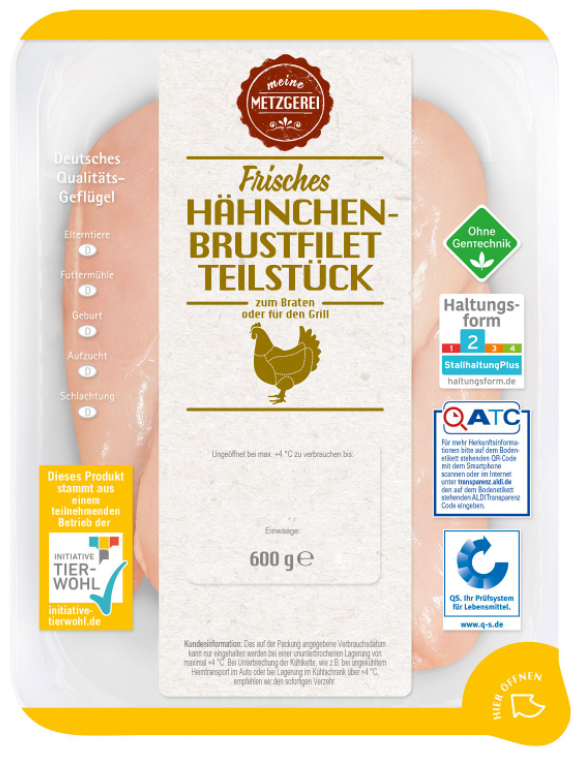 meine
METZGEREI
Frisches
HÄHNCHEN-
BRUSTFILET
TEILSTÜCK
zum Braten
oder für den Grill
Deutsches
Qualitäts-
Geflügel
Elterntiere
D
Futtermühle
D
Geburt
D
Aufzucht
D
Schlachtung
D
Ohne
Gentechnik
Haltungs-
form
1 2 3 4
StallhaltungPlus
haltungsform.de
QATC
Für mehr Herkunftsinforma-
tionen bitte auf dem Boden-
etikett stehenden QR-Code
mit dem Smartphone
scannen oder im Internet
unter transparenz.aldi.de
den auf dem Bodenetikett
stehenden ALDI Transparenz
Code eingeben.
Ungeöffnet bei max. +4 °C zu verbrauchen bis:
Einwaage:
600 g ℮
Dieses Produkt
stammt aus
einem
teilnehmenden
Betrieb der
INITIATIVE
TIER-
WOHL
initiative-
tierwohl.de
QS. Ihr Prüfsystem
für Lebensmittel.
www.q-s.de
Kundeninformation: Das auf der Packung angegebene Verbrauchsdatum
kann nur eingehalten werden bei einer ununterbrochenen Lagerung von
maximal +4 °C. Bei Unterbrechung der Kühlkette, wie z.B. bei ungekühltem
Heimtransport im Auto oder bei Lagerung im Kühlschrank über +4 °C,
empfehlen wir den sofortigen Verzehr.
HIER ÖFFNEN